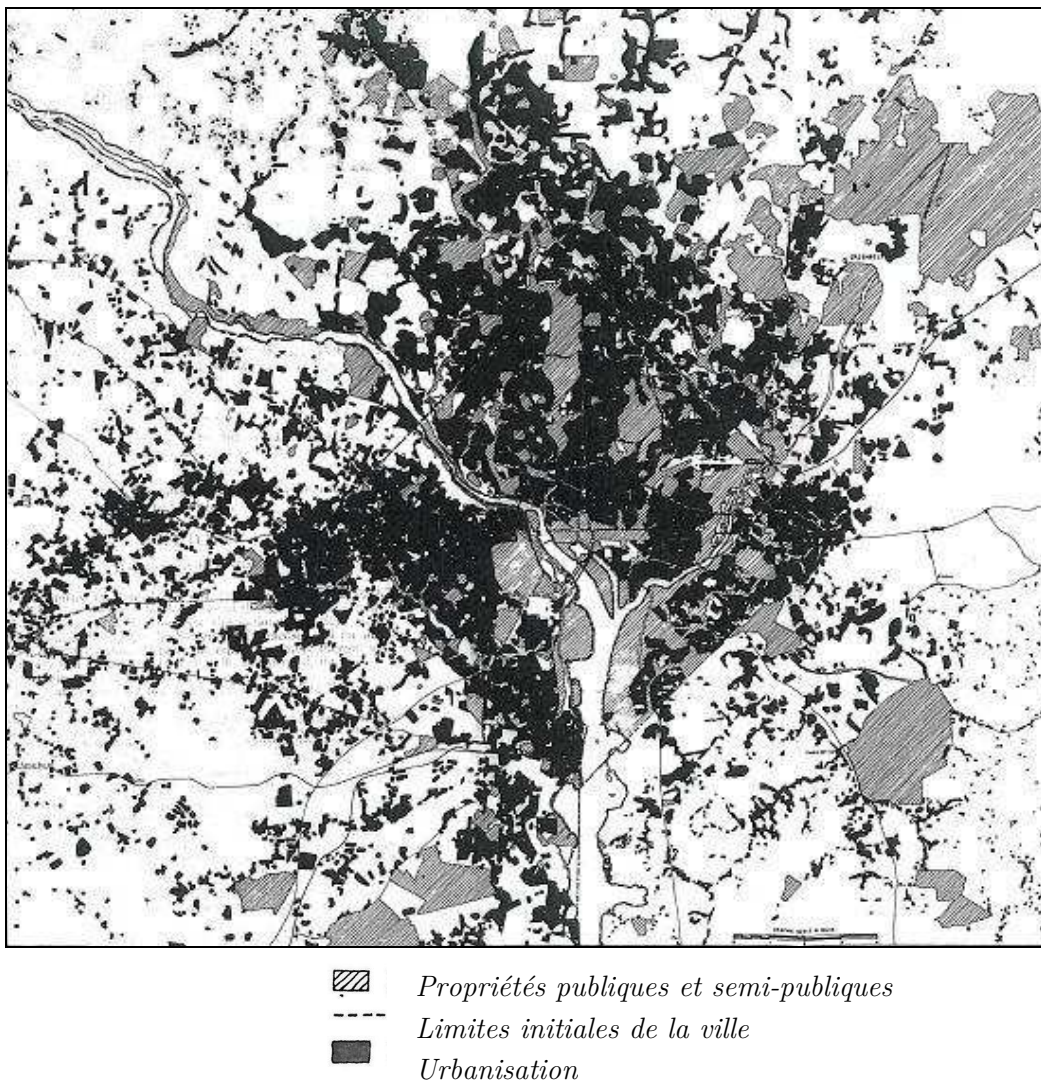 Propriétés publiques et semi-publiques
Limites initiales de la ville
Urbanisation